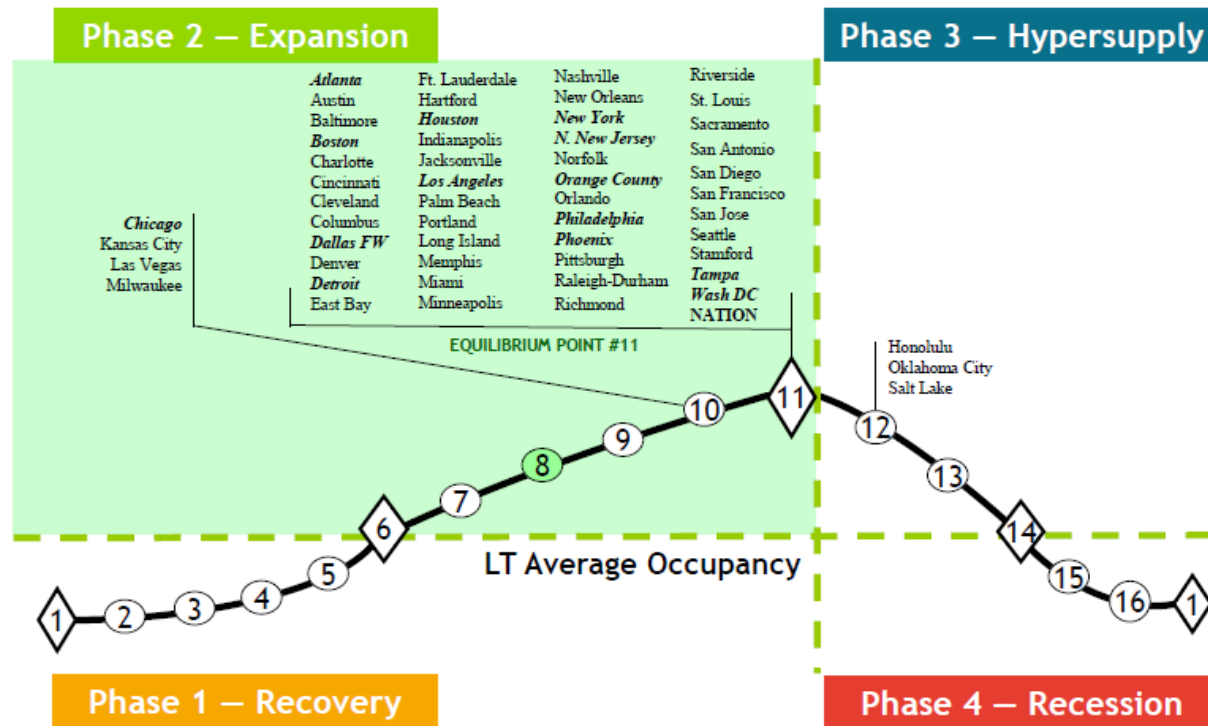 Phase 2 — Expansion
Phase 3 — Hypersupply
Atlanta
Austin
Baltimore
Boston
Charlotte
Cincinnati
Cleveland
Columbus
Dallas FW
Denver
Detroit
East Bay
Ft. Lauderdale
Hartford
Houston
Indianapolis
Jacksonville
Los Angeles
Palm Beach
Portland
Long Island
Memphis
Miami
Minneapolis
Nashville
New Orleans
New York
N. New Jersey
Norfolk
Orange County
Orlando
Philadelphia
Phoenix
Pittsburgh
Raleigh-Durham
Richmond
Riverside
St. Louis
Sacramento
San Antonio
San Diego
San Francisco
San Jose
Seattle
Stamford
Tampa
Wash DC
NATION
Chicago
Kansas City
Las Vegas
Milwaukee
EQUILIBRIUM POINT #11
Honolulu
Oklahoma City
Salt Lake
1
2
3
4
5
6
7
8
9
10
11
12
13
14
15
16
1
LT Average Occupancy
Phase 1 — Recovery
Phase 4 — Recession